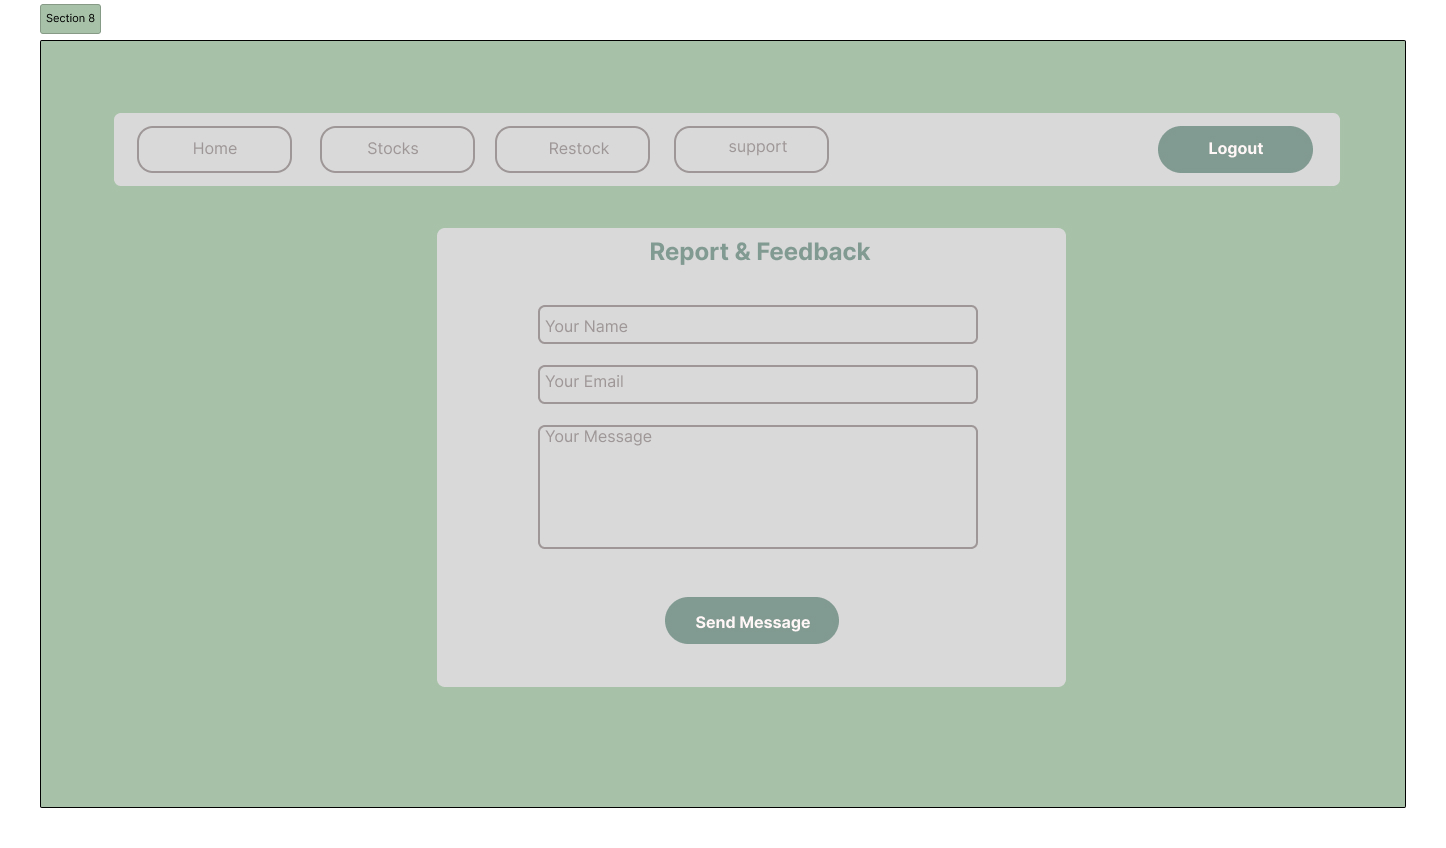 Section 8
Home
Stocks
Restock
support
Logout
Report & Feedback
Your Name
Your Email
Your Message
Send Message